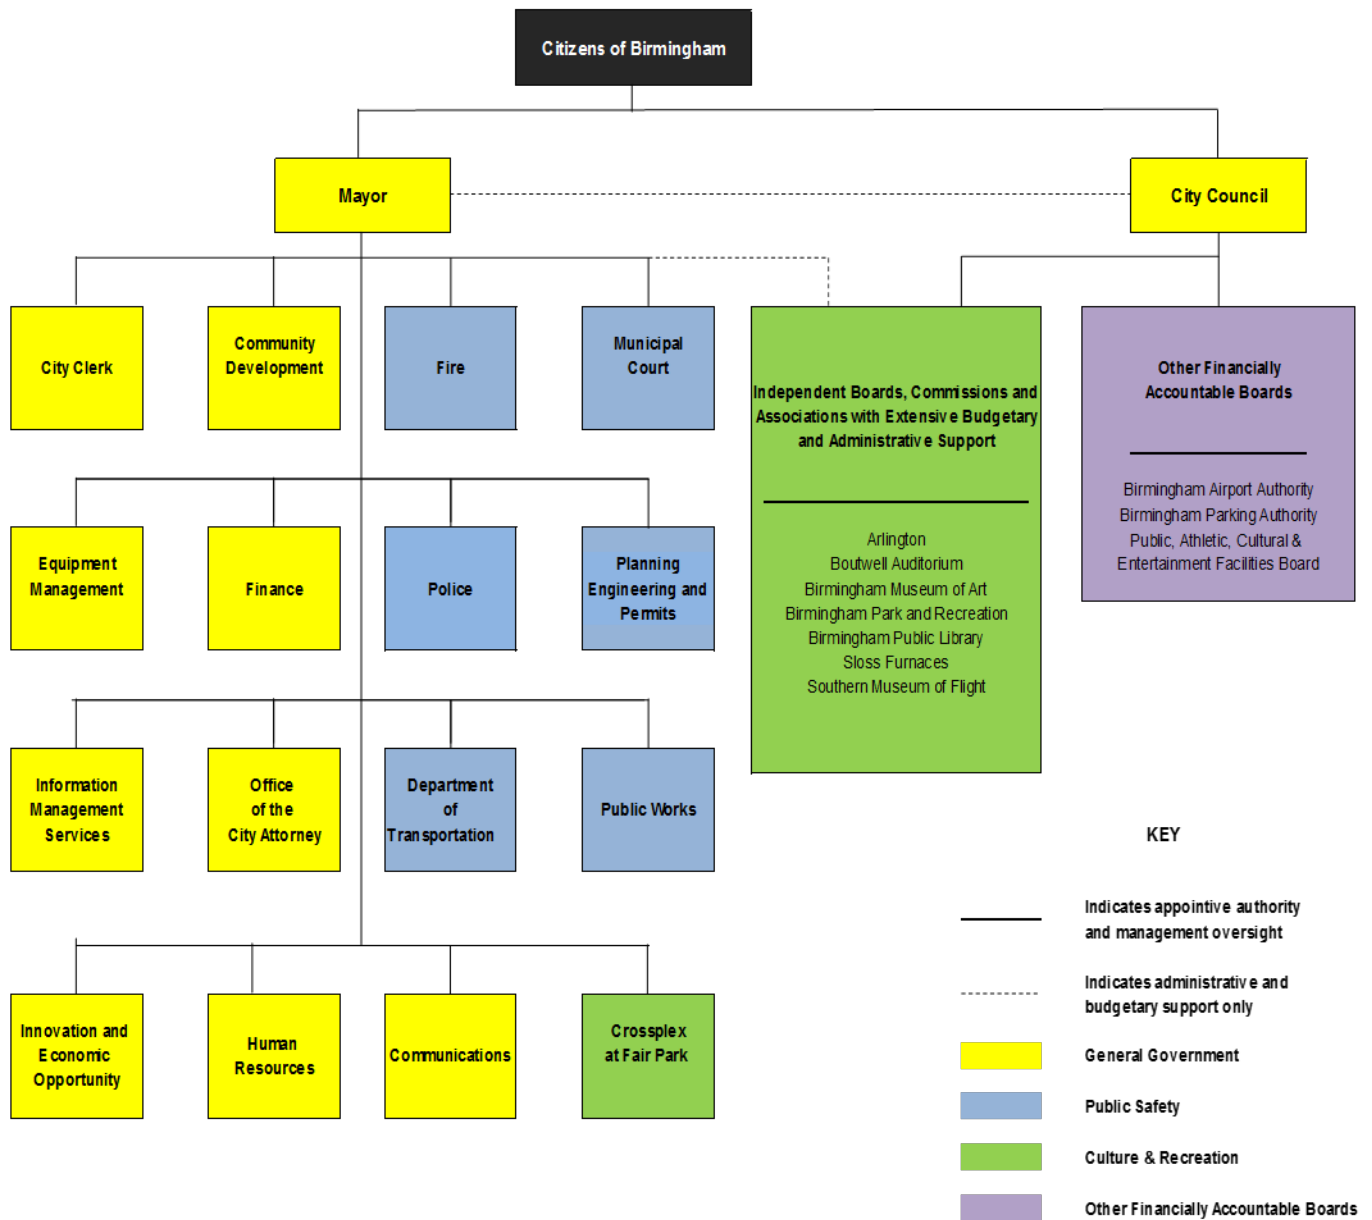 Citizens of Birmingham
Mayor
City Council
City Clerk
Community
Development
Fire
Municipal
Court
Independent Boards, Commissions and
Associations with Extensive Budgetary
and Administrative Support
Arlington
Boutwell Auditorium
Birmingham Museum of Art
Birmingham Park and Recreation
Birmingham Public Library
Sloss Furnaces
Southern Museum of Flight
Other Financially
Accountable Boards
Birmingham Airport Authority
Birmingham Parking Authority
Public, Athletic, Cultural &
Entertainment Facilities Board
Equipment
Management
Finance
Police
Planning
Engineering and
Permits
Information
Management
Services
Office
of the
City Attorney
Department
of
Transportation
Public Works
Innovation and
Economic
Opportunity
Human
Resources
Communications
Crossplex
at Fair Park
KEY
Indicates appointive authority
and management oversight
Indicates administrative and
budgetary support only
General Government
Public Safety
Culture & Recreation
Other Financially Accountable Boards